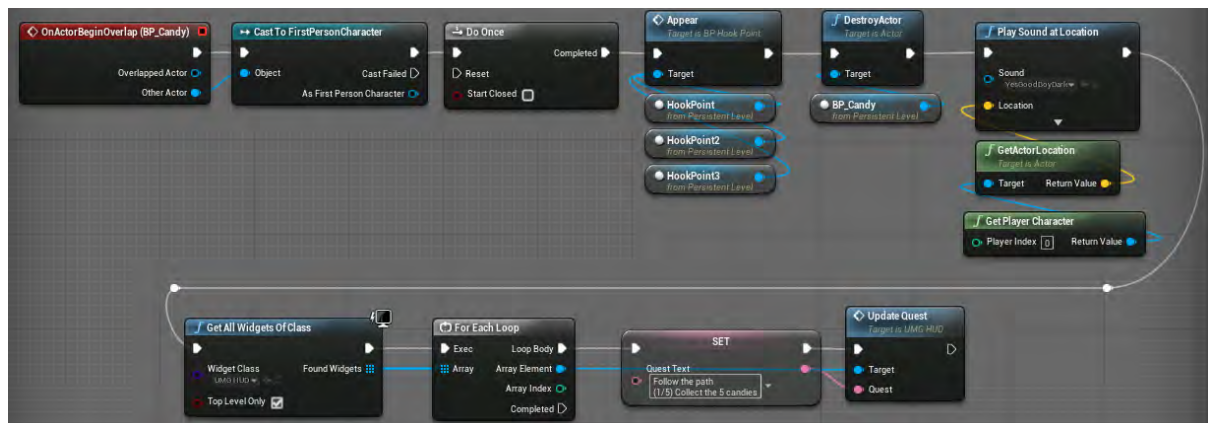 OnActorBeginOverlap (BP_Candy)
Overlapped Actor
Other Actor
Cast To FirstPersonCharacter
Object
Cast Failed
As First Person Character
Do Once
Completed
Reset
Start Closed
Appear
Target is BP Hook Point
Target
HookPoint
from Persistent Level
HookPoint2
from Persistent Level
HookPoint3
from Persistent Level
DestroyActor
Target is Actor
Target
BP_Candy
from Persistent Level
Play Sound at Location
Sound
YesGoodBoyDark
Location
GetActorLocation
Target is Actor
Target
Return Value
Get Player Character
Player Index 0
Return Value
Get All Widgets Of Class
Widget Class
UMG HUD
Found Widgets
Top Level Only
For Each Loop
Exec
Loop Body
Array
Array Element
Array Index
Completed
SET
Quest Text
Follow the path
(1/5) Collect the 5 candies
Update Quest
Target is UMG HUD
Target
Quest